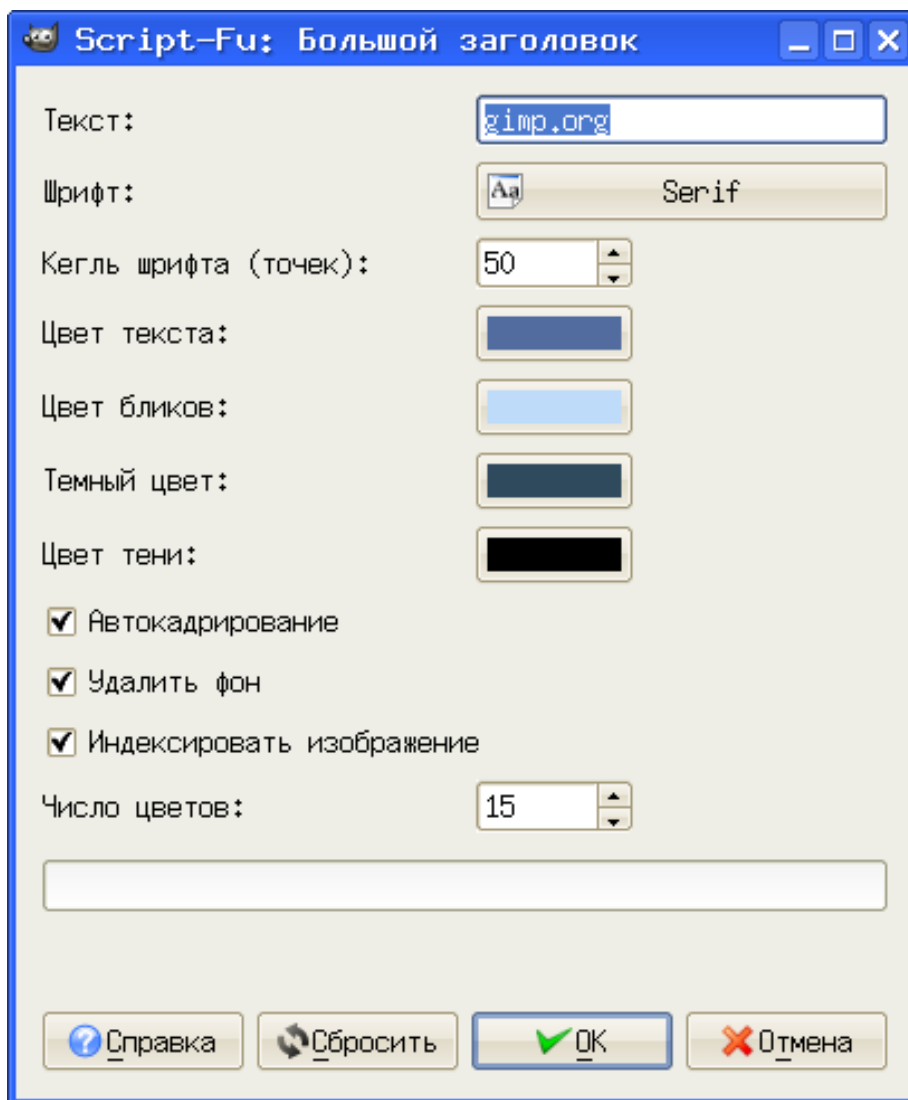 Script-Fu: Большой заголовок
Текст: gimp.org
Шрифт: Aa Serif
Кегль шрифта (точек): 50
Цвет текста:
Цвет бликов:
Темный цвет:
Цвет тени:
Автокадрирование
Удалить фон
Индексировать изображение
Число цветов: 15
Справка Сбросить OK Отмена